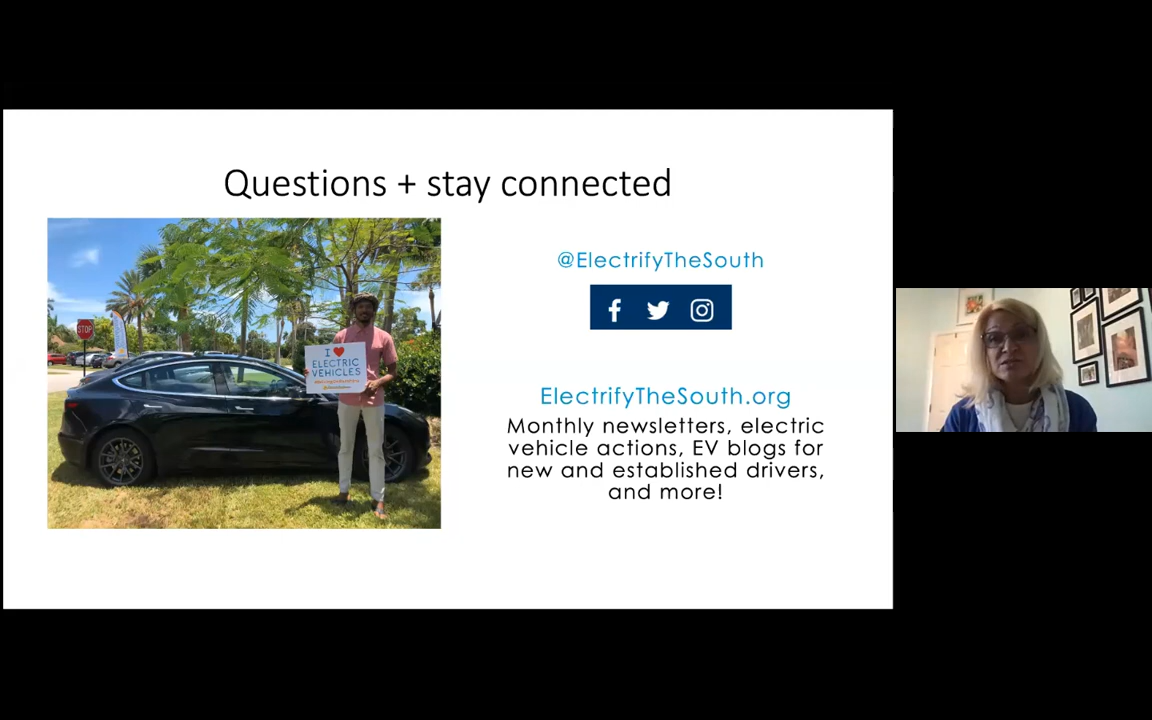 Questions + stay connected
STOP
I
ELECTRIC
VEHICLES
@ElectrifyTheSouth
ElectrifyTheSouth.org
Monthly newsletters, electric
vehicle actions, EV blogs for
new and established drivers,
and more!